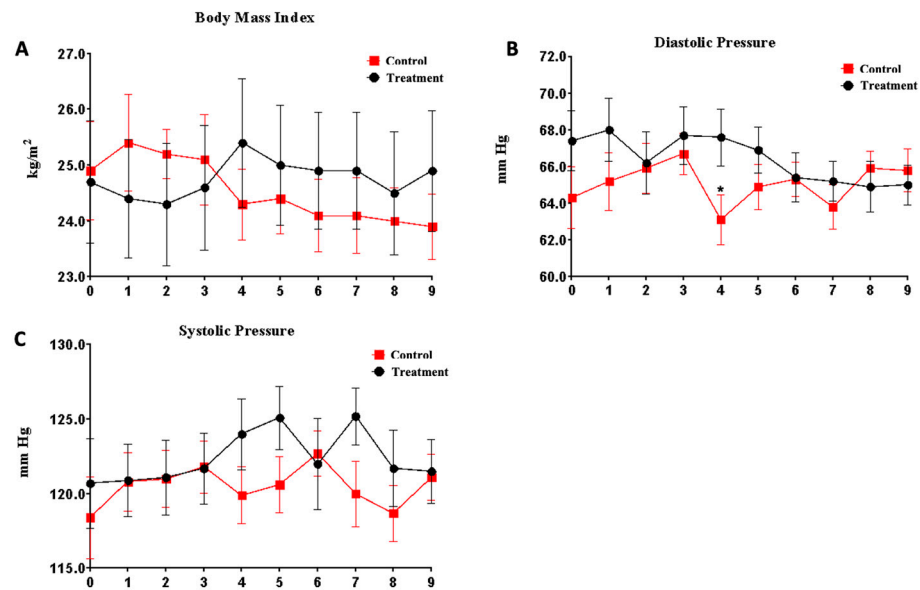 Body Mass Index
A
27.0
26.0
25.0
24.0
23.0
kg/m²
Control
Treatment
0 1 2 3 4 5 6 7 8 9
B
Diastolic Pressure
72.0
70.0
68.0
66.0
64.0
62.0
60.0
mm Hg
Control
Treatment
*
0 1 2 3 4 5 6 7 8 9
C
Systolic Pressure
130.0
125.0
120.0
115.0
mm Hg
Control
Treatment
0 1 2 3 4 5 6 7 8 9